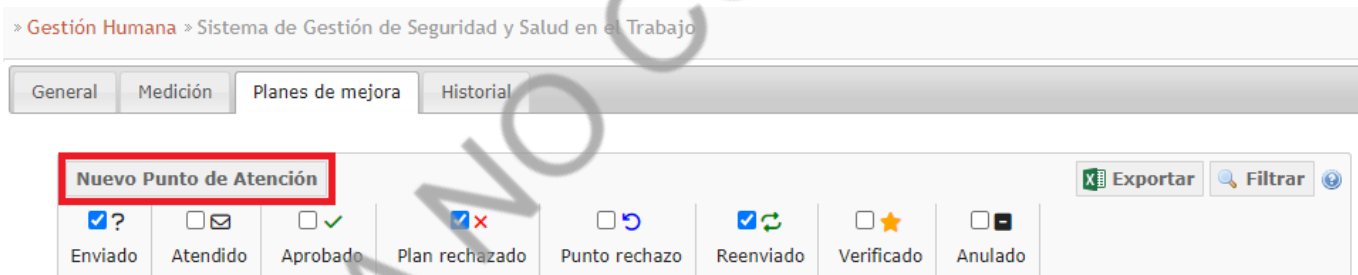 » Gestión Humana » Sistema de Gestión de Seguridad y Salud en el Trabajo
General Medición Planes de mejora Historial
Nuevo Punto de Atención Exportar Filtrar
Enviado Atendido Aprobado Plan rechazado Punto rechazo Reenviado Verificado Anulado
NO C